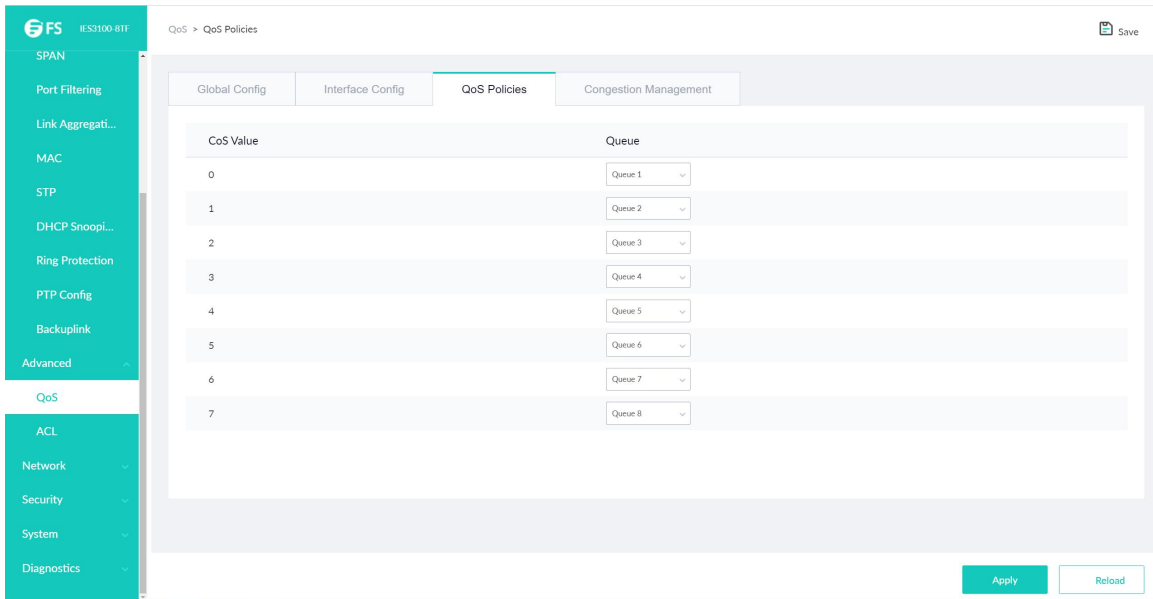 FS IES3100-8TF
QoS > QoS Policies
Save
SPAN
Port Filtering
Link Aggregati...
MAC
STP
DHCP Snoopi...
Ring Protection
PTP Config
Backuplink
Advanced
QoS
ACL
Network
Security
System
Diagnostics
Global Config Interface Config QoS Policies Congestion Management
CoS Value Queue
0 Queue 1
1 Queue 2
2 Queue 3
3 Queue 4
4 Queue 5
5 Queue 6
6 Queue 7
7 Queue 8
Apply Reload